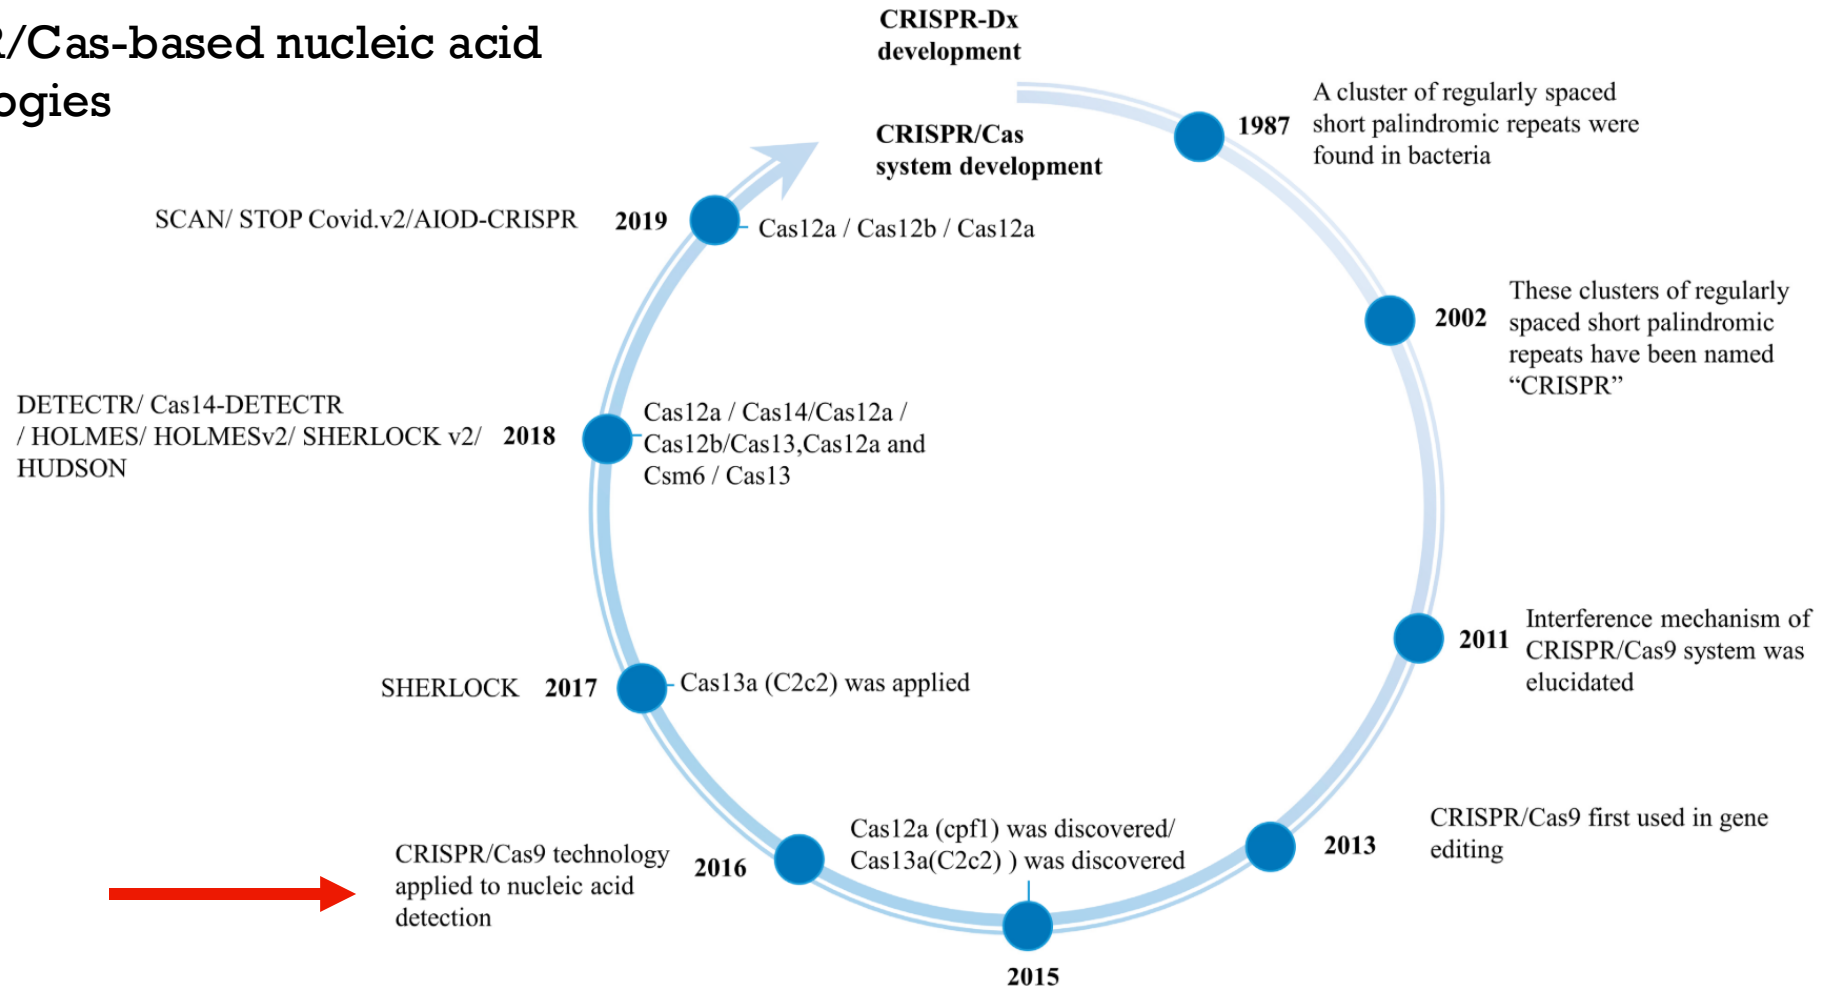 R/Cas-based nucleic acid
ogies
CRISPR-Dx
development
CRISPR/Cas
system development
1987
A cluster of regularly spaced
short palindromic repeats were
found in bacteria
2002
These clusters of regularly
spaced short palindromic
repeats have been named
“CRISPR”
2011
Interference mechanism of
CRISPR/Cas9 system was
elucidated
2013
CRISPR/Cas9 first used in gene
editing
Cas12a (cpf1) was discovered/
Cas13a(C2c2) ) was discovered
2015
CRISPR/Cas9 technology
applied to nucleic acid
detection
2016
SHERLOCK
2017
Cas13a (C2c2) was applied
DETECTR/ Cas14-DETECTR
/ HOLMES/ HOLMESv2/ SHERLOCK v2/
HUDSON
2018
Cas12a / Cas14/Cas12a /
Cas12b/Cas13,Cas12a and
Csm6 / Cas13
SCAN/ STOP Covid.v2/AIOD-CRISPR
2019
Cas12a / Cas12b / Cas12a